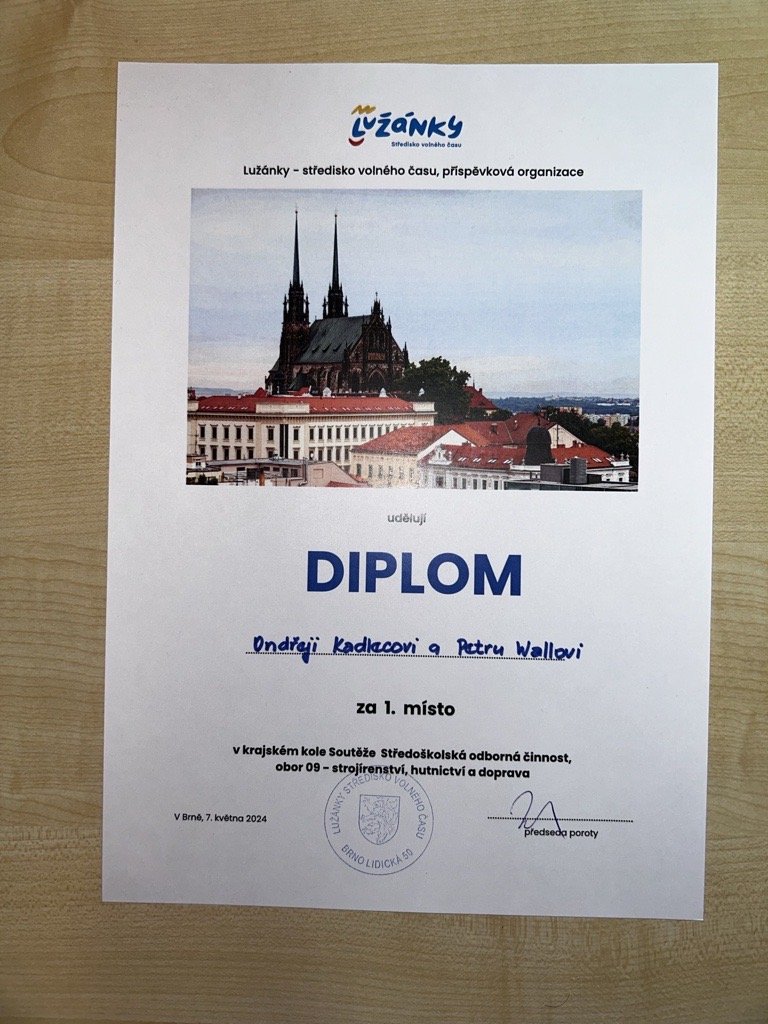 LUŽÁNKY
Středisko volného času
Lužánky - středisko volného času, příspěvková organizace
udělují
DIPLOM
Ondřeji Kadlecovi a Petru Wallovi
za 1. místo
v krajském kole Soutěže Středoškolská odborná činnost,
obor 09 – strojírenství, hutnictví a doprava
V Brně, 7. května 2024
předseda poroty
LUŽÁNKY STŘEDISKO VOLNÉHO ČASU
BRNO LIDICKÁ 50